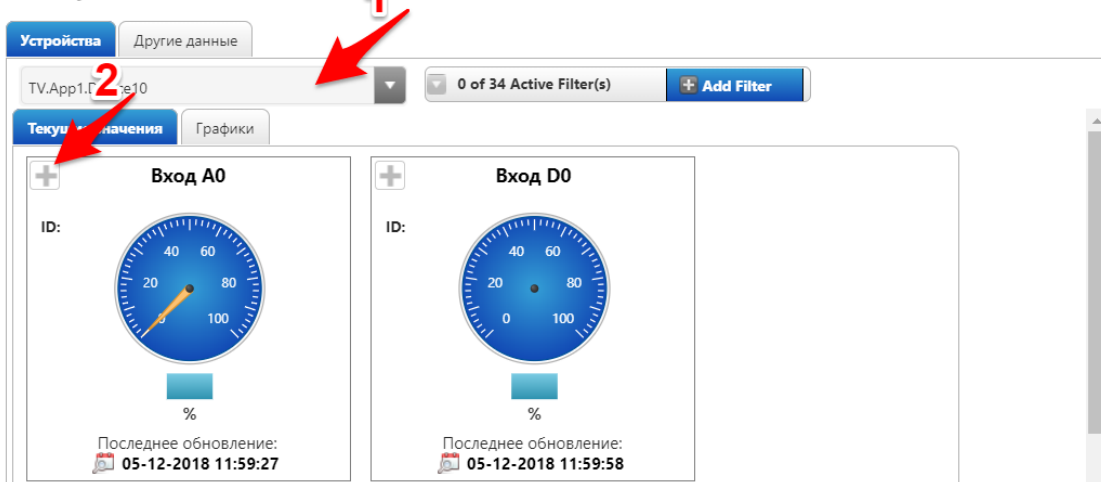 1
Устройства Другие данные
2
0 of 34 Active Filter(s) Add Filter
Графики
Вход A0 Вход D0
ID: ID:
40 60 40 60
20 80 20 80
0 100 0 100
% %
Последнее обновление: Последнее обновление:
05-12-2018 11:59:27 05-12-2018 11:59:58